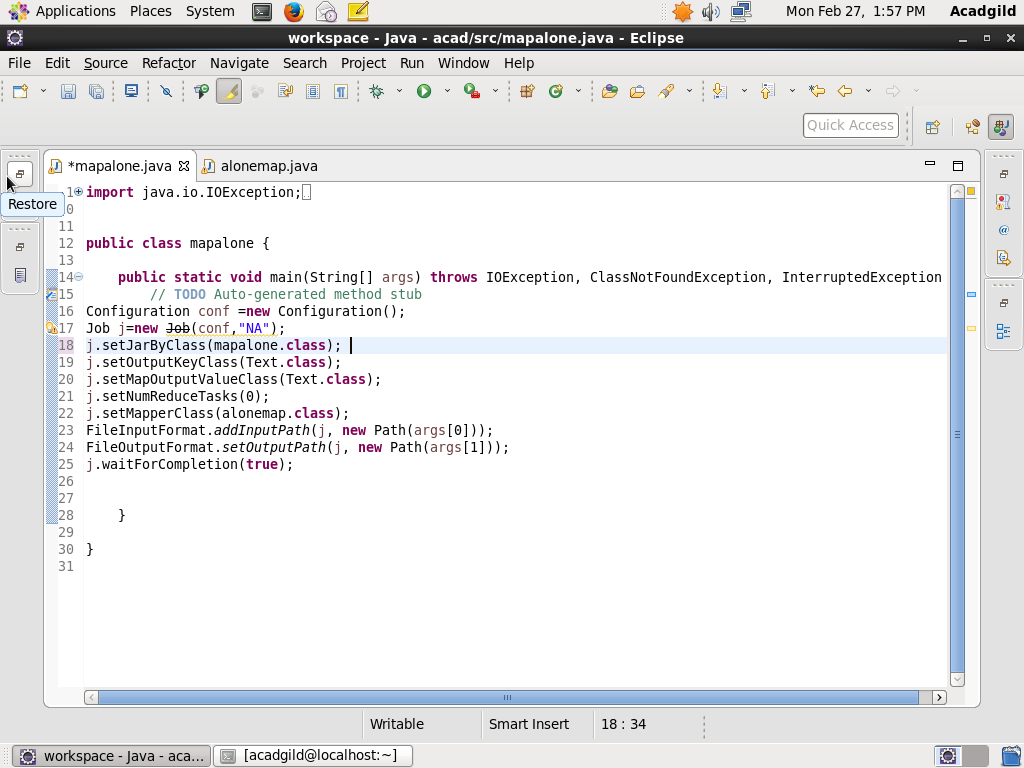 Applications Places System Mon Feb 27, 1:57 PM Acadgild
workspace - Java - acad/src/mapalone.java - Eclipse
File Edit Source Refactor Navigate Search Project Run Window Help
Quick Access
*mapalone.java alonemap.java
Restore
1 import java.io.IOException;
0
11
12 public class mapalone {
13
14 public static void main(String[] args) throws IOException, ClassNotFoundException, InterruptedException
15 // TODO Auto-generated method stub
16 Configuration conf =new Configuration();
17 Job j=new Job(conf,"NA");
18 j.setJarByClass(mapalone.class);
19 j.setOutputKeyClass(Text.class);
20 j.setMapOutputValueClass(Text.class);
21 j.setNumReduceTasks(0);
22 j.setMapperClass(alonemap.class);
23 FileInputFormat.addInputPath(j, new Path(args[0]));
24 FileOutputFormat.setOutputPath(j, new Path(args[1]));
25 j.waitForCompletion(true);
26
27
28 }
29
30 }
31
Writable Smart Insert 18 : 34
workspace - Java - aca... [acadgild@localhost:~]